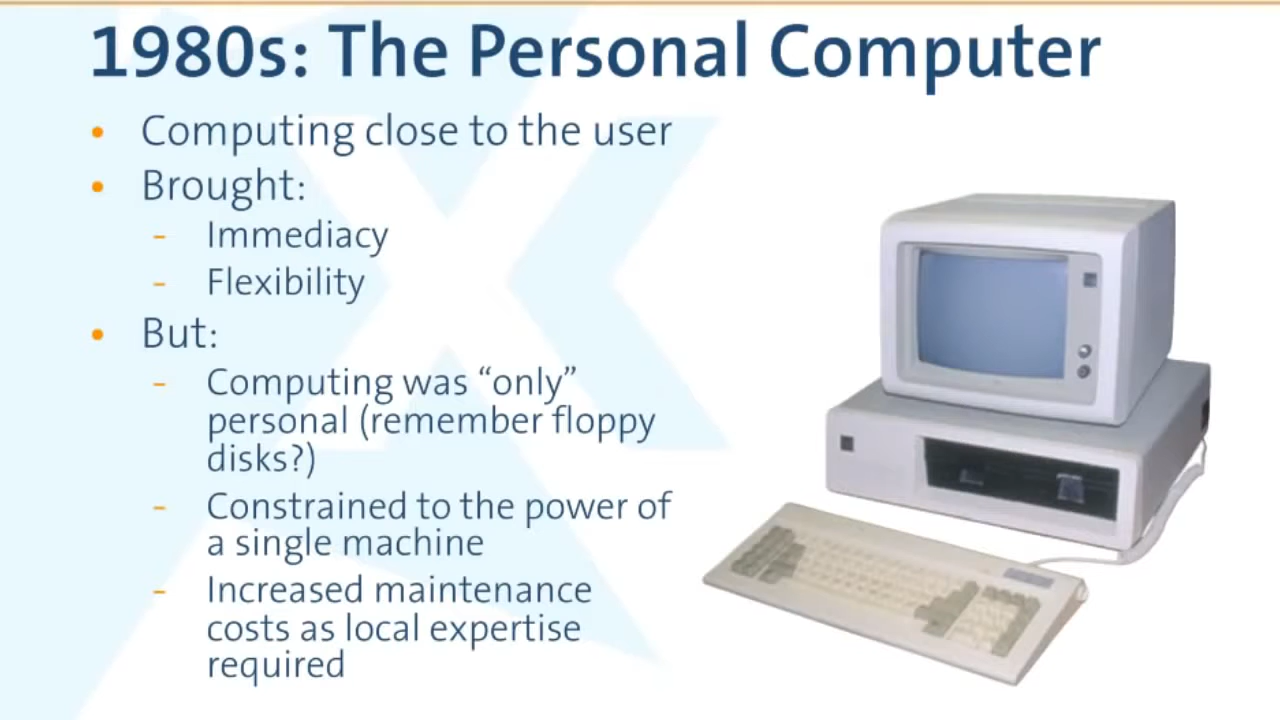 1980s: The Personal Computer
• Computing close to the user
• Brought:
- Immediacy
- Flexibility
• But:
- Computing was “only”
personal (remember floppy
disks?)
- Constrained to the power of
a single machine
- Increased maintenance
costs as local expertise
required